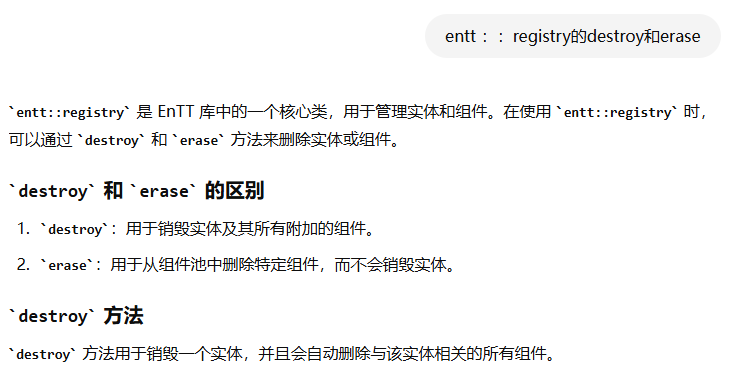 entt：：registry的destroy和erase
`entt::registry` 是 EnTT 库中的一个核心类，用于管理实体和组件。在使用 `entt::registry` 时，
可以通过 `destroy` 和 `erase` 方法来删除实体或组件。
`destroy` 和 `erase` 的区别
1. `destroy`：用于销毁实体及其所有附加的组件。
2. `erase`：用于从组件池中删除特定组件，而不会销毁实体。
`destroy` 方法
`destroy` 方法用于销毁一个实体，并且会自动删除与该实体相关的所有组件。